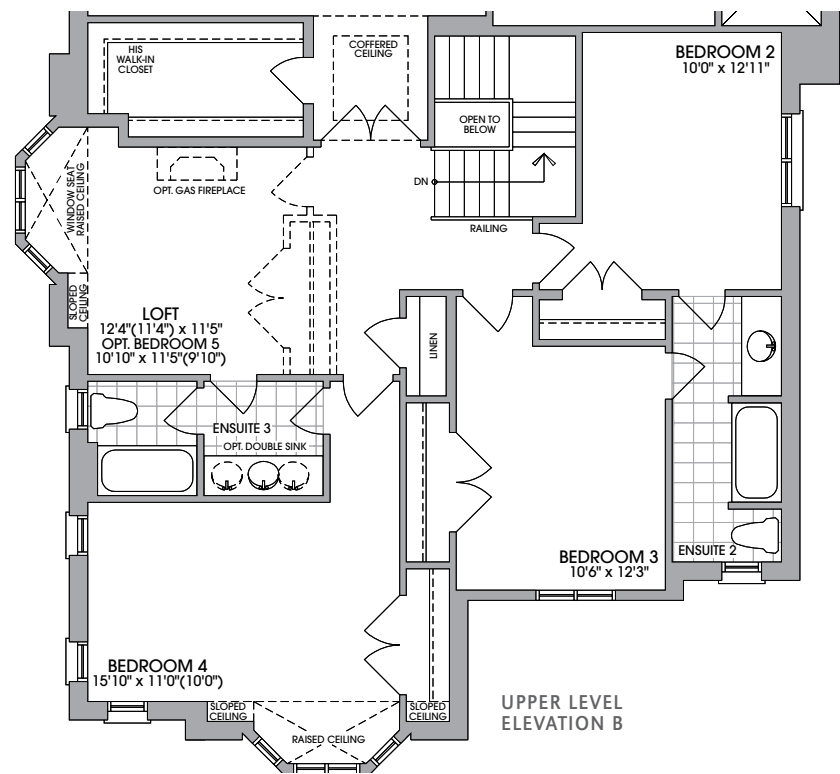 HIS
WALK-IN
CLOSET
COFFERED
CEILING
BEDROOM 2
10'0" x 12'11"
OPEN TO
BELOW
DN
RAILING
OPT. GAS FIREPLACE
WINDOW SEAT
RAISED CEILING
SLOPED
CEILING
LOFT
12'4"(11'4") x 11'5"
OPT. BEDROOM 5
10'10" x 11'5"(9'10")
LINEN
ENSUITE 3
OPT. DOUBLE SINK
BEDROOM 3
10'6" x 12'3"
ENSUITE 2
BEDROOM 4
15'10" x 11'0"(10'0")
SLOPED
CEILING
RAISED CEILING
SLOPED
CEILING
UPPER LEVEL
ELEVATION B